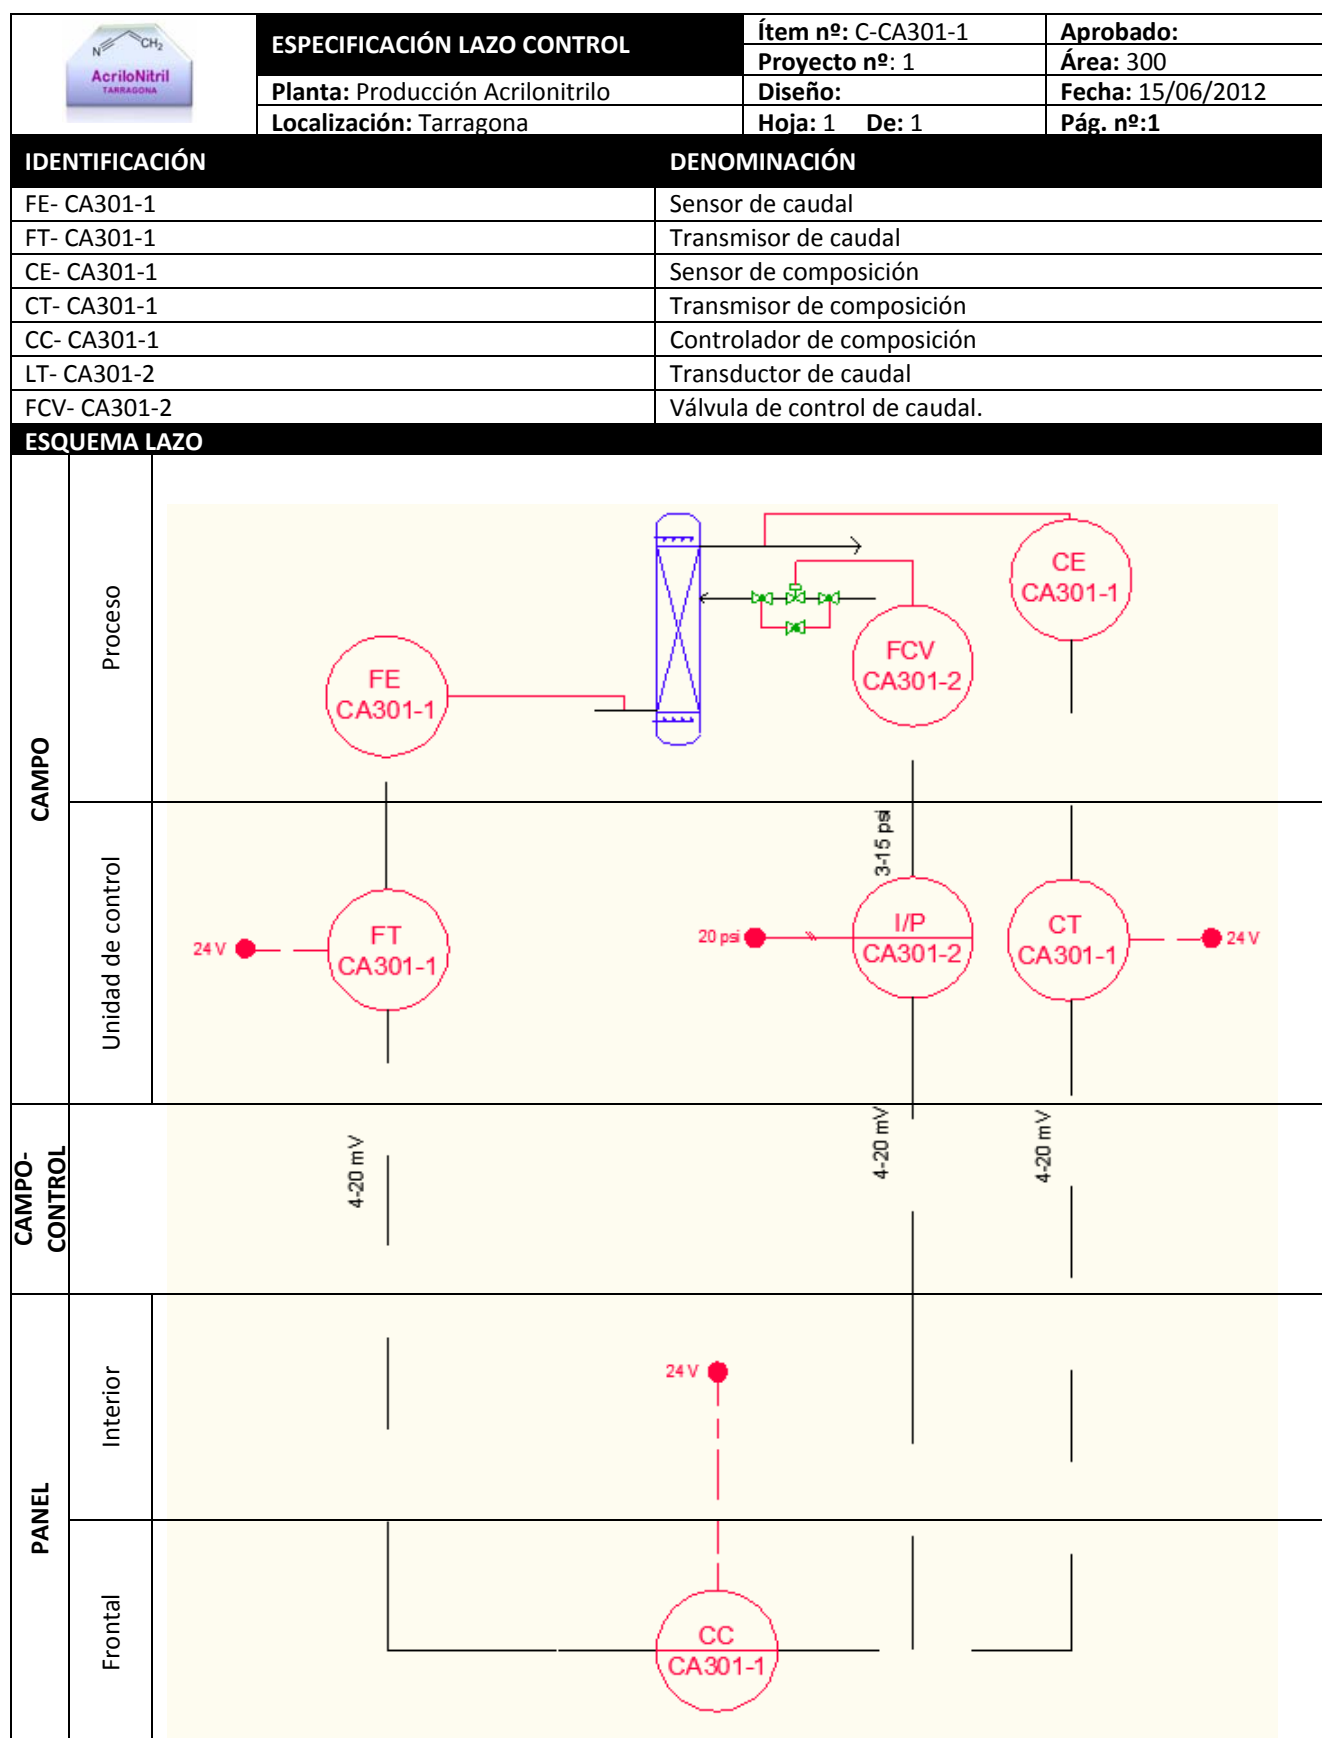 N
CH2
AcriloNitril
TARRAGONA
ESPECIFICACIÓN LAZO CONTROL
Ítem nº: C-CA301-1
Aprobado:
Proyecto nº: 1
Área: 300
Planta: Producción Acrilonitrilo
Diseño:
Fecha: 15/06/2012
Localización: Tarragona
Hoja: 1 De: 1
Pág. nº:1
IDENTIFICACIÓN
DENOMINACIÓN
FE- CA301-1
Sensor de caudal
FT- CA301-1
Transmisor de caudal
CE- CA301-1
Sensor de composición
CT- CA301-1
Transmisor de composición
CC- CA301-1
Controlador de composición
LT- CA301-2
Transductor de caudal
FCV- CA301-2
Válvula de control de caudal.
ESQUEMA LAZO
CAMPO
Proceso
CE
CA301-1
FCV
CA301-2
FE
CA301-1
Unidad de control
3-15 psi
24 V
FT
CA301-1
20 psi
I/P
CA301-2
CT
CA301-1
24 V
CAMPO-
CONTROL
4-20 mV
4-20 mV
4-20 mV
PANEL
Interior
24 V
Frontal
CC
CA301-1